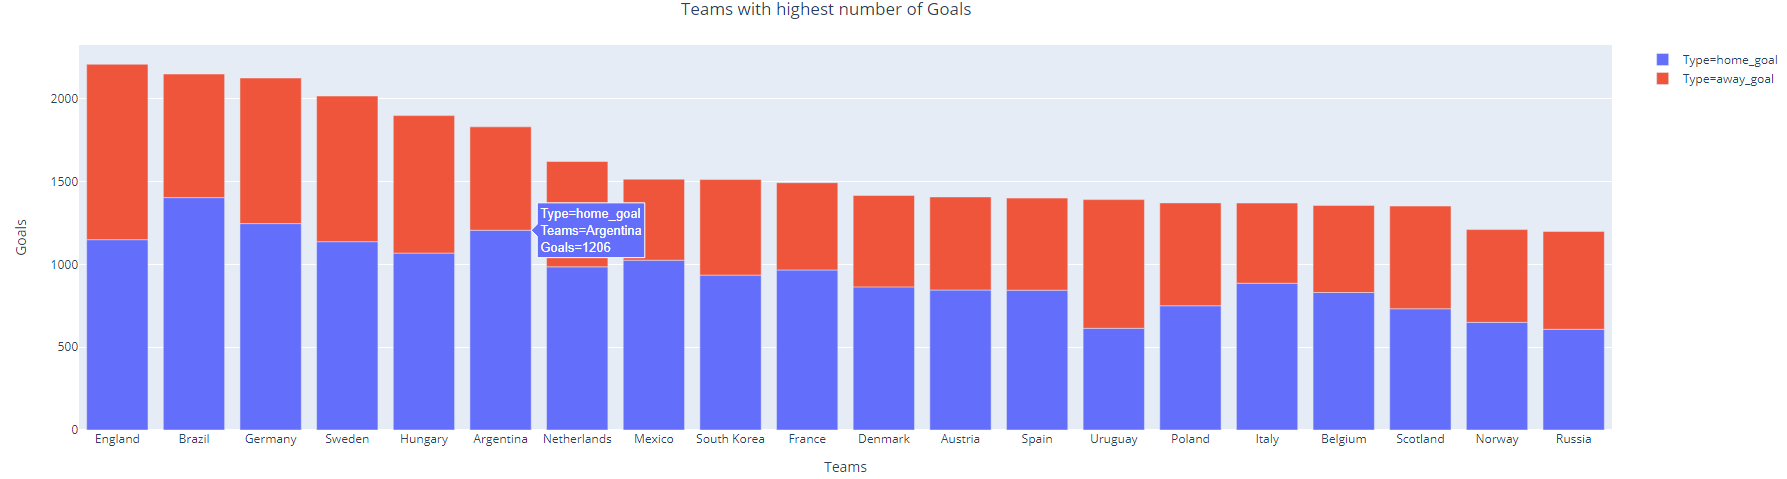 Teams with highest number of Goals
Type=home_goal
Type=away_goal
Goals
2000
1500
1000
500
0
Type=home_goal
Teams=Argentina
Goals=1206
England Brazil Germany Sweden Hungary Argentina Netherlands Mexico South Korea France Denmark Austria Spain Uruguay Poland Italy Belgium Scotland Norway Russia
Teams